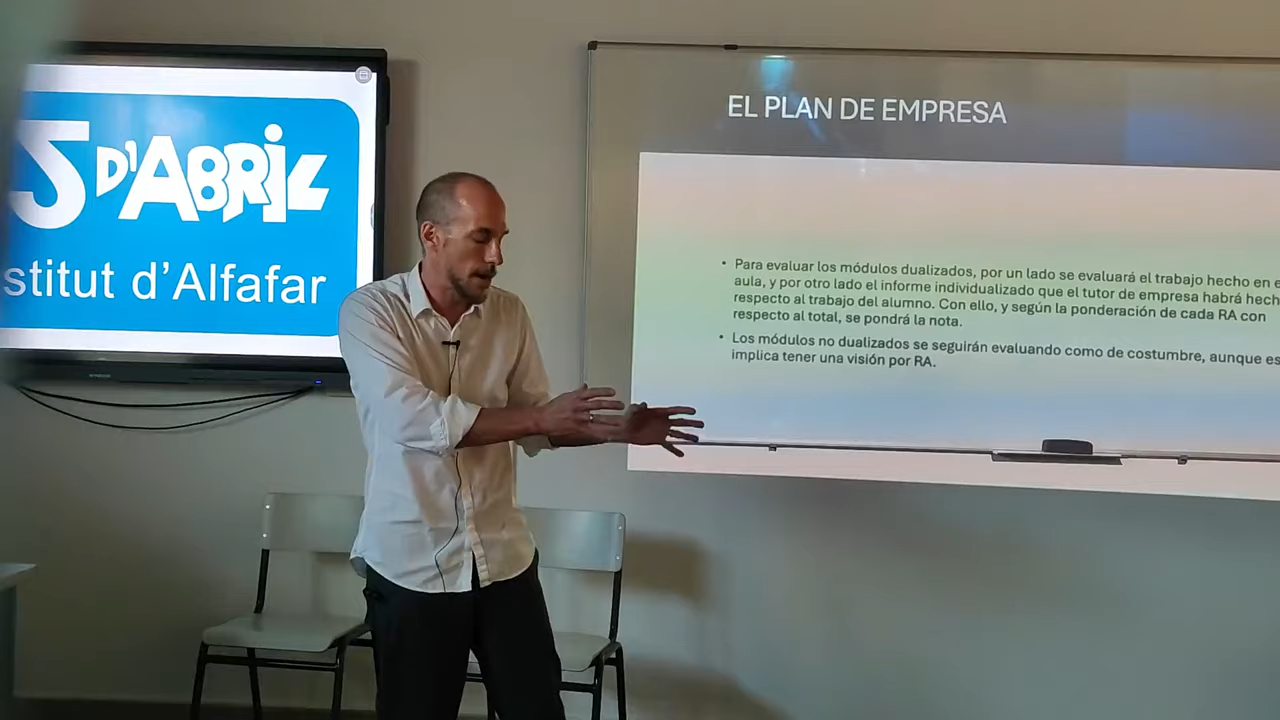 5 D'ABRIL
stitut d'Alfafar
EL PLAN DE EMPRESA
• Para evaluar los módulos dualizados, por un lado se evaluará el trabajo hecho en e
aula, y por otro lado el informe individualizado que el tutor de empresa habrá hech
respecto al trabajo del alumno. Con ello, y según la ponderación de cada RA con
respecto al total, se pondrá la nota.
• Los módulos no dualizados se seguirán evaluando como de costumbre, aunque es
implica tener una visión por RA.